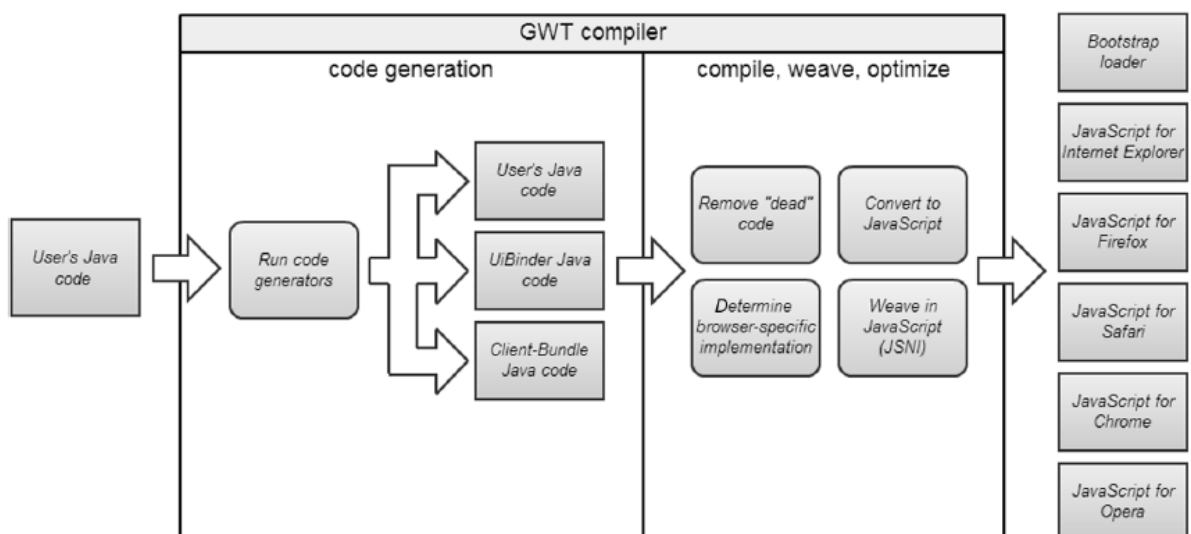 GWT compiler
code generation
compile, weave, optimize
User's Java
code
Run code
generators
User's Java
code
UiBinder Java
code
Client-Bundle
Java code
Remove "dead"
code
Convert to
JavaScript
Determine
browser-specific
implementation
Weave in
JavaScript
(JSNI)
Bootstrap
loader
JavaScript for
Internet Explorer
JavaScript for
Firefox
JavaScript for
Safari
JavaScript for
Chrome
JavaScript for
Opera